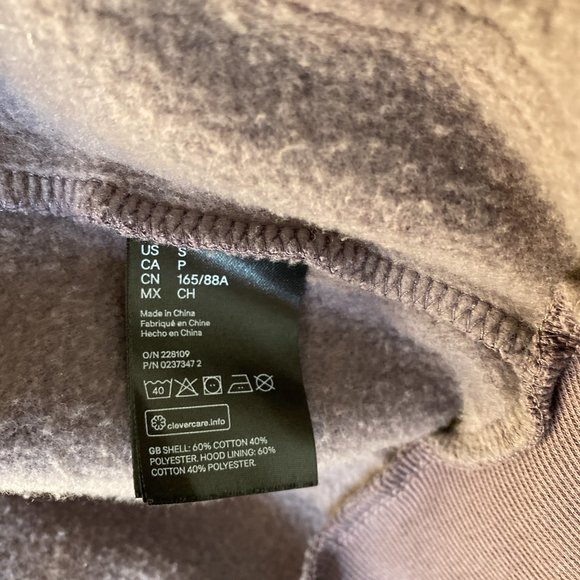 US S
CA P
CN 165/88A
MX CH
Made in China
Fabriqué en Chine
Hecho en China
O/N 228109
P/N 0237347 2
40
clevercare.info
GB SHELL: 60% COTTON 40%
POLYESTER. HOOD LINING: 60%
COTTON 40% POLYESTER.